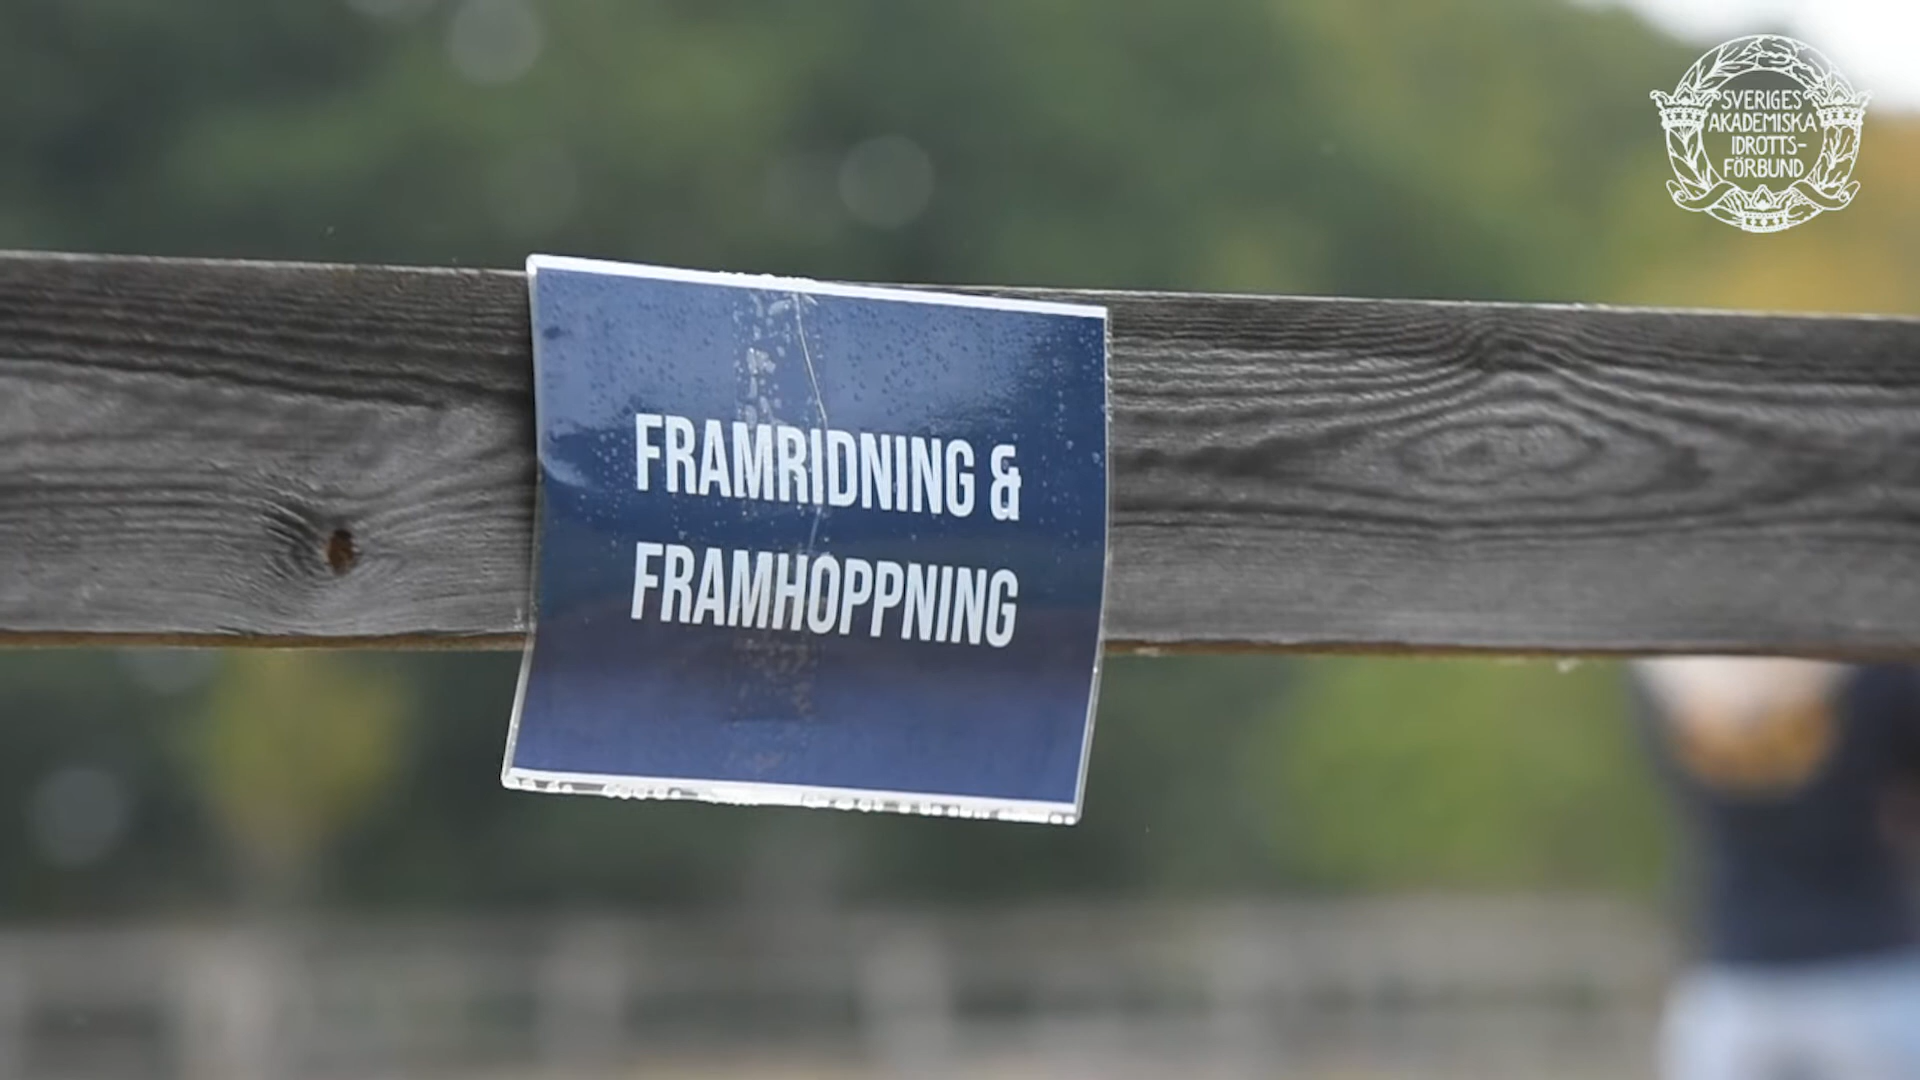 SVERIGES
AKADEMISKA
IDROTTS-
FÖRBUND
FRAMRIDNING &
FRAMHOPPNING